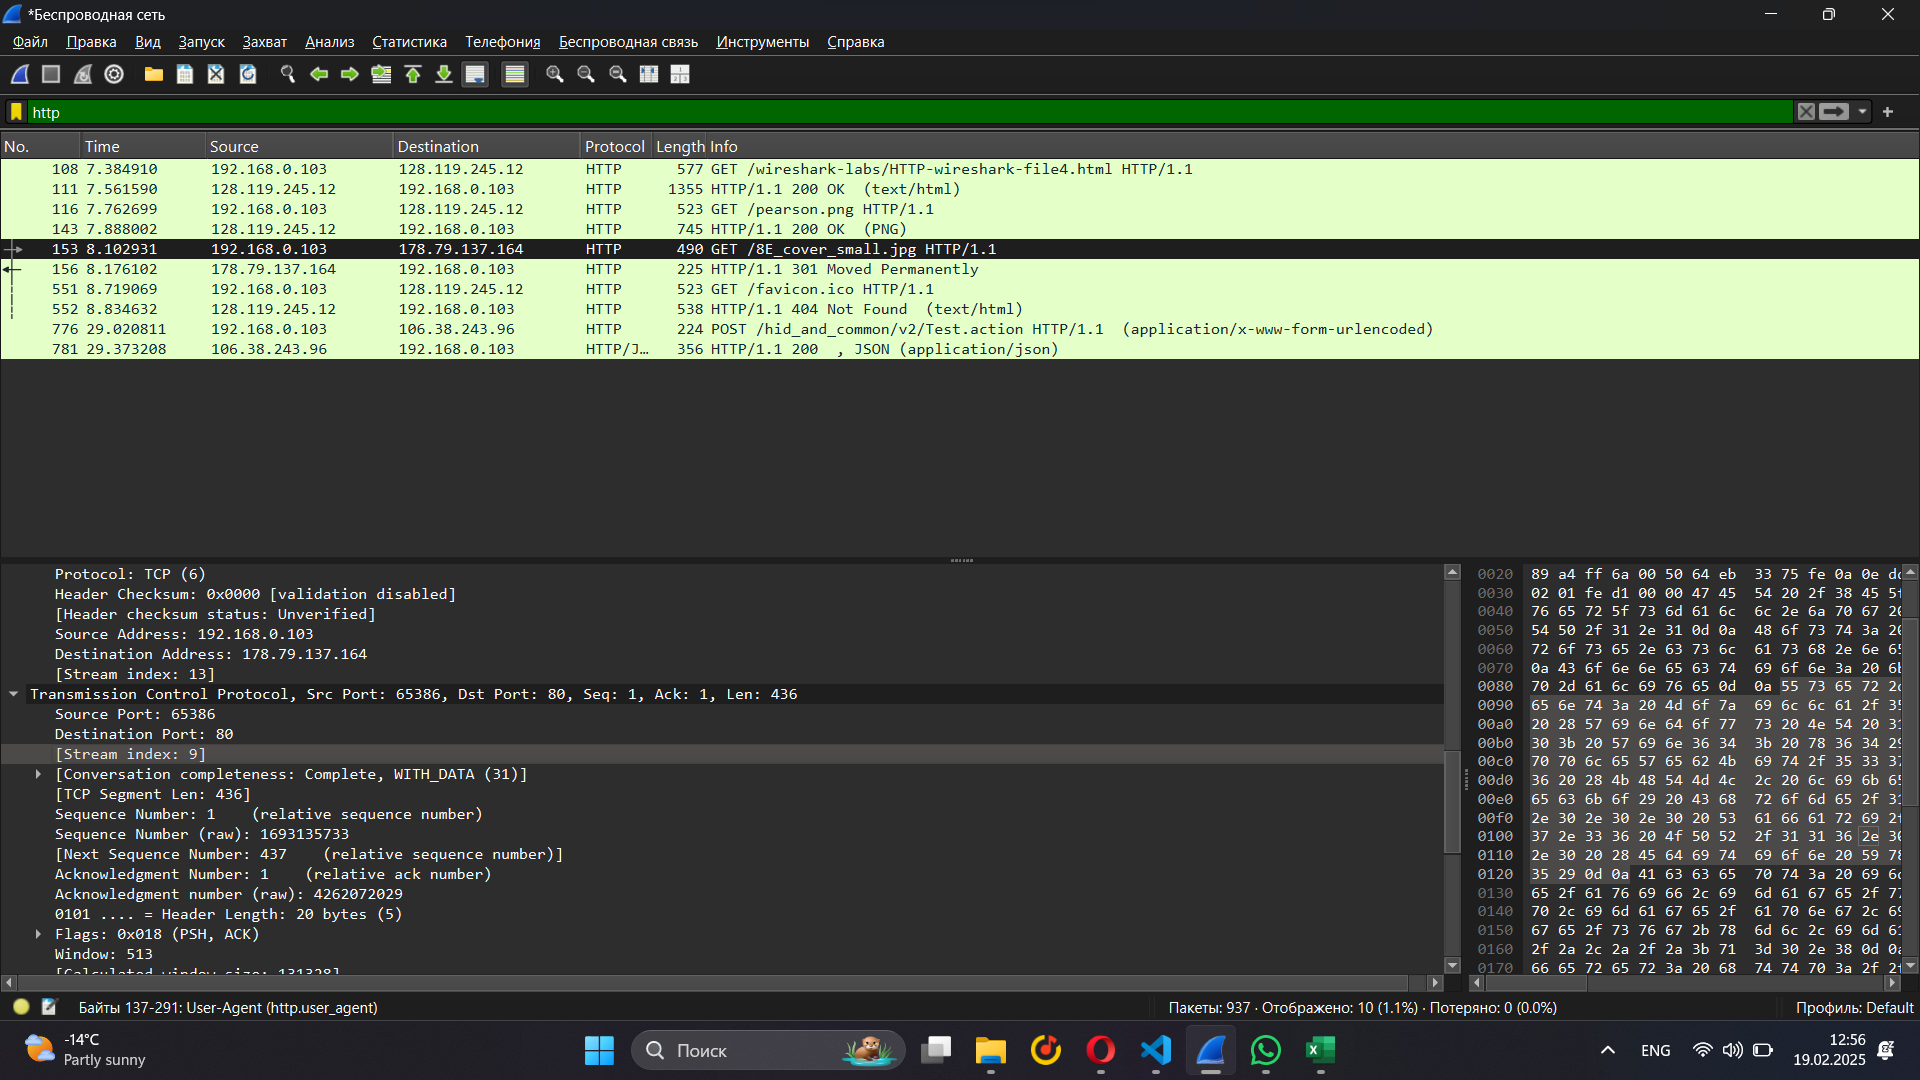 *Беспроводная сеть
Файл Правка Вид Запуск Захват Анализ Статистика Телефония Беспроводная связь Инструменты Справка
http
No. Time Source Destination Protocol Length Info
108 7.384910 192.168.0.103 128.119.245.12 HTTP 577 GET /wireshark-labs/HTTP-wireshark-file4.html HTTP/1.1
111 7.561590 128.119.245.12 192.168.0.103 HTTP 1355 HTTP/1.1 200 OK (text/html)
116 7.762699 192.168.0.103 128.119.245.12 HTTP 523 GET /pearson.png HTTP/1.1
143 7.888002 128.119.245.12 192.168.0.103 HTTP 745 HTTP/1.1 200 OK (PNG)
153 8.102931 192.168.0.103 178.79.137.164 HTTP 490 GET /8E_cover_small.jpg HTTP/1.1
156 8.176102 178.79.137.164 192.168.0.103 HTTP 225 HTTP/1.1 301 Moved Permanently
551 8.719069 192.168.0.103 128.119.245.12 HTTP 523 GET /favicon.ico HTTP/1.1
552 8.834632 128.119.245.12 192.168.0.103 HTTP 538 HTTP/1.1 404 Not Found (text/html)
776 29.020811 192.168.0.103 106.38.243.96 HTTP 224 POST /hid_and_common/v2/Test.action HTTP/1.1 (application/x-www-form-urlencoded)
781 29.373208 106.38.243.96 192.168.0.103 HTTP/J… 356 HTTP/1.1 200 , JSON (application/json)
Protocol: TCP (6)
Header Checksum: 0x0000 [validation disabled]
[Header checksum status: Unverified]
Source Address: 192.168.0.103
Destination Address: 178.79.137.164
[Stream index: 13]
Transmission Control Protocol, Src Port: 65386, Dst Port: 80, Seq: 1, Ack: 1, Len: 436
Source Port: 65386
Destination Port: 80
[Stream index: 9]
[Conversation completeness: Complete, WITH_DATA (31)]
[TCP Segment Len: 436]
Sequence Number: 1 (relative sequence number)
Sequence Number (raw): 1693135733
[Next Sequence Number: 437 (relative sequence number)]
Acknowledgment Number: 1 (relative ack number)
Acknowledgment number (raw): 4262072029
0101 .... = Header Length: 20 bytes (5)
Flags: 0x018 (PSH, ACK)
Window: 513
[Calculated window size: 131328]
0020 89 a4 ff 6a 00 50 64 eb 33 75 fe 0a 0e
0030 02 01 fe d1 00 00 47 45 54 20 2f 38 45
0040 76 65 72 5f 73 6d 61 6c 6c 2e 6a 70 67
0050 54 50 2f 31 2e 31 0d 0a 48 6f 73 74 3a
0060 72 6f 73 65 2e 63 73 6c 61 73 68 2e 6e
0070 0a 43 6f 6e 6e 65 63 74 69 6f 6e 3a 20
0080 70 2d 61 6c 69 76 65 0d 0a 55 73 65 72
0090 65 6e 74 3a 20 4d 6f 7a 69 6c 6c 61 2f
00a0 20 28 57 69 6e 64 6f 77 73 20 4e 54 20
00b0 30 3b 20 57 69 6e 36 34 3b 20 78 36 34
00c0 70 70 6c 65 57 65 62 4b 69 74 2f 35 33
00d0 36 20 28 4b 48 54 4d 4c 2c 20 6c 69 6b
00e0 65 63 6b 6f 29 20 43 68 72 6f 6d 65 2f
00f0 2e 30 2e 30 2e 30 20 53 61 66 61 72 69
0100 37 2e 33 36 20 4f 50 52 2f 31 31 36 2e
0110 2e 30 20 28 45 64 69 74 69 6f 6e 20 59
0120 35 29 0d 0a 41 63 63 65 70 74 3a 20 69
0130 65 2f 61 76 69 66 2c 69 6d 61 67 65 2f
0140 70 2c 69 6d 61 67 65 2f 61 70 6e 67 2c
0150 67 65 2f 73 76 67 2b 78 6d 6c 2c 69 6d
0160 2f 2a 2c 2a 2f 2a 3b 71 3d 30 2e 38 0d
0170 66 65 72 65 72 3a 20 68 74 74 70 3a 2f
Байты 137-291: User-Agent (http.user_agent)
Пакеты: 937 · Отображено: 10 (1.1%) · Потеряно: 0 (0.0%)
Профиль: Default
-14°C
Partly sunny
Поиск
ENG
12:56
19.02.2025